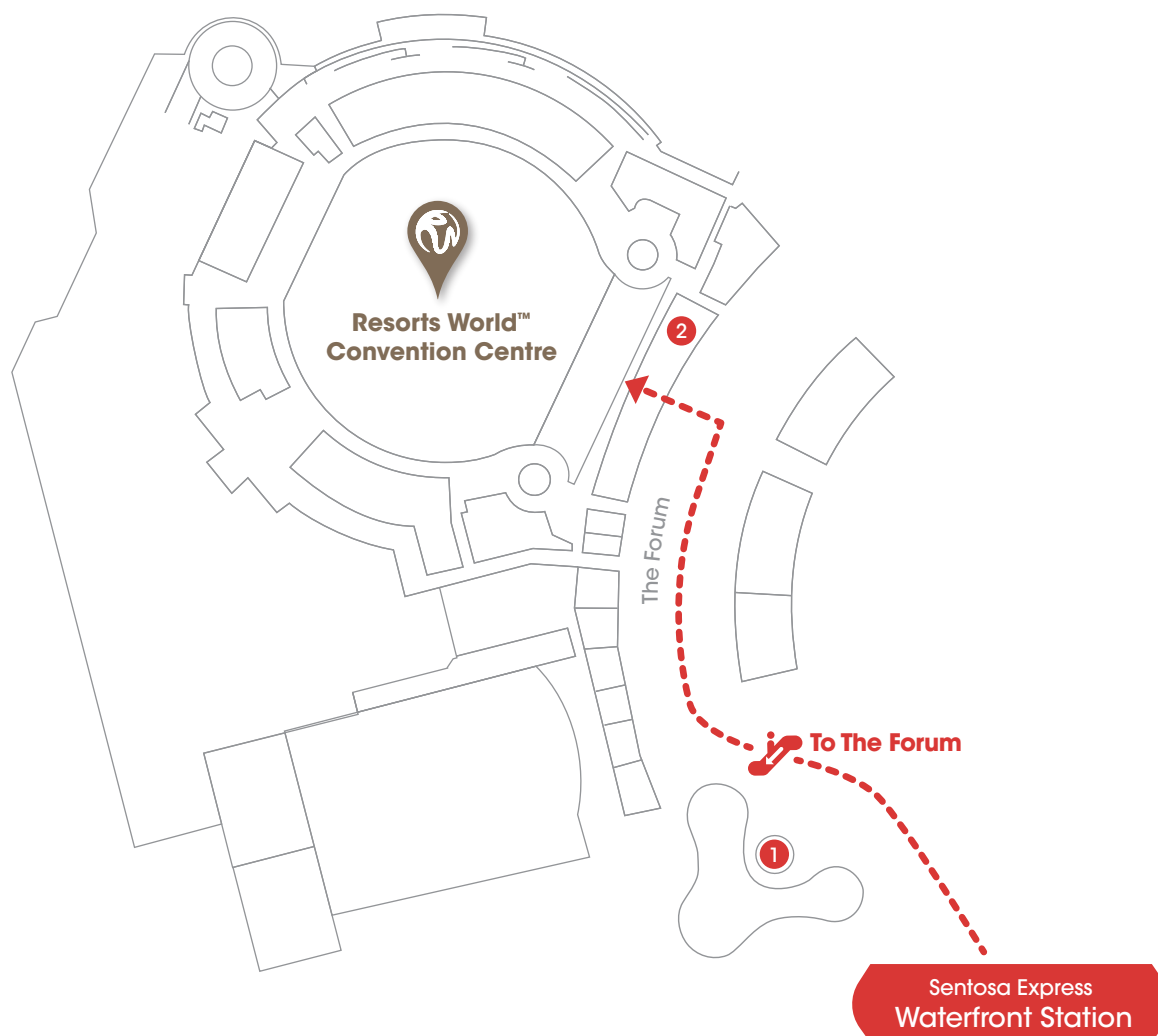 Resorts World™
Convention Centre
2
The Forum
To The Forum
1
Sentosa Express
Waterfront Station